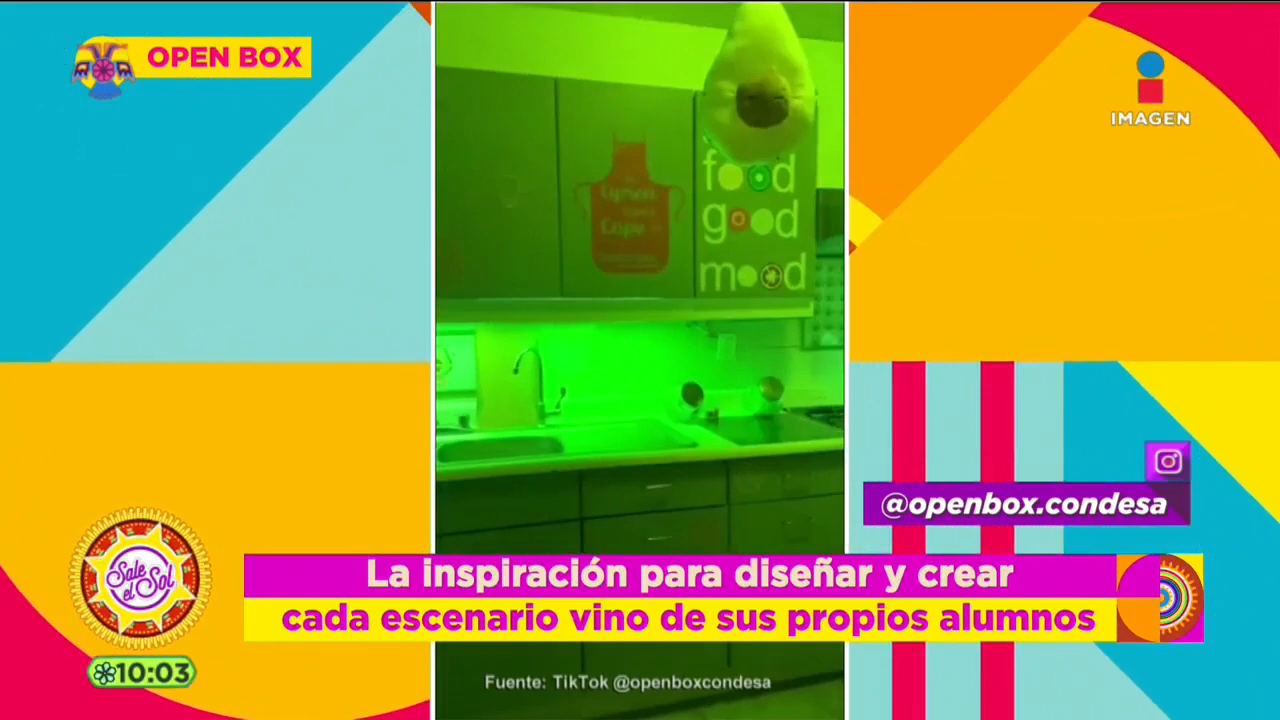 OPEN BOX
IMAGEN
food
good
mood
@openbox.condesa
La inspiración para diseñar y crear
cada escenario vino de sus propios alumnos
Sale
el Sol
10:03
Fuente: TikTok @openboxcondesa